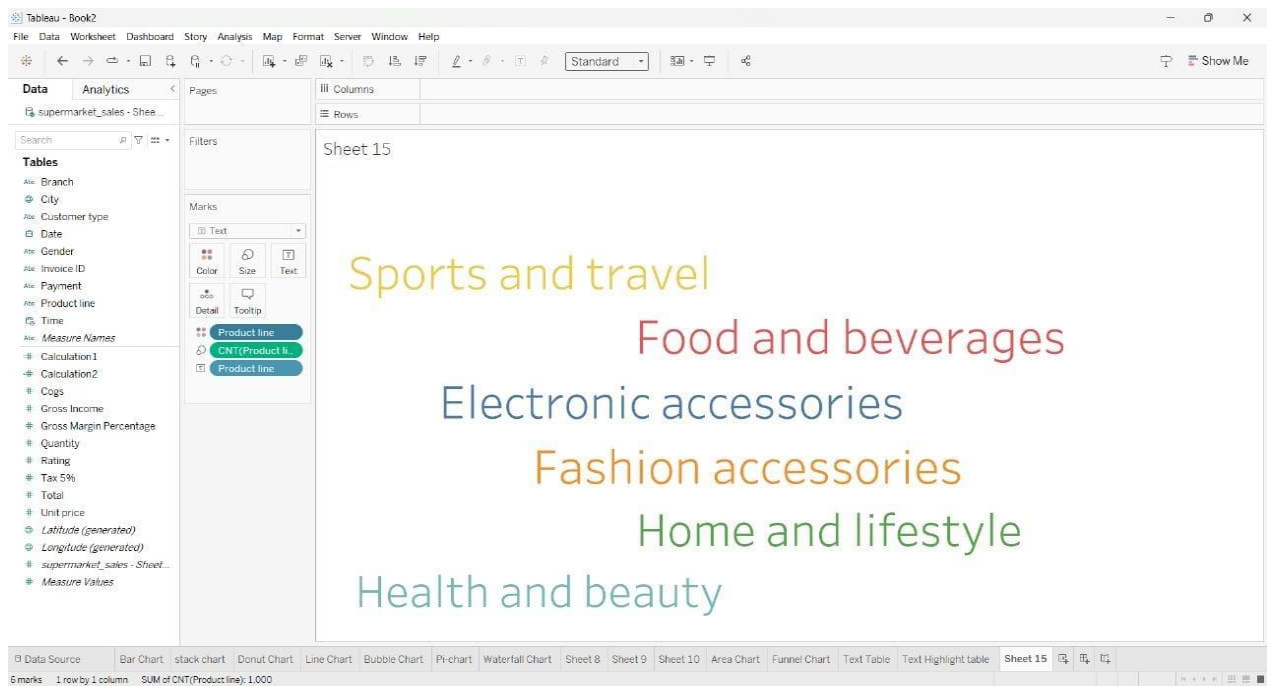 Tableau - Book2
File Data Worksheet Dashboard Story Analysis Map Format Server Window Help
Standard
Show Me
Data Analytics
supermarket_sales - Shee...
Search
Tables
Abc Branch
City
Abc Customer type
Date
Abc Gender
Abc Invoice ID
Abc Payment
Abc Product line
Time
Abc Measure Names
# Calculation1
=# Calculation2
# Cogs
# Gross Income
# Gross Margin Percentage
# Quantity
# Rating
# Tax 5%
# Total
# Unit price
Latitude (generated)
Longitude (generated)
# supermarket_sales - Sheet...
# Measure Values
Pages
Filters
Marks
Text
Color Size Text
Detail Tooltip
Product line
CNT(Product li..
Product line
Columns
Rows
Sheet 15
Sports and travel
Food and beverages
Electronic accessories
Fashion accessories
Home and lifestyle
Health and beauty
Data Source Bar Chart stack chart Donut Chart Line Chart Bubble Chart Pi-chart Waterfall Chart Sheet 8 Sheet 9 Sheet 10 Area Chart Funnel Chart Text Table Text Highlight table Sheet 15
6 marks 1 row by 1 column SUM of CNT(Product line): 1,000